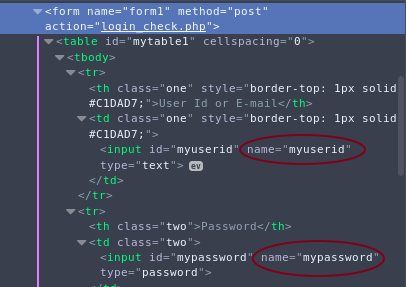 <form name="form1" method="post"
action="login_check.php">
<table id="mytable1" cellspacing="0">
<tbody>
<tr>
<th class="one" style="border-top: 1px solid
#C1DAD7;">User Id or E-mail</th>
<td class="one" style="border-top: 1px solid
#C1DAD7;">
<input id="myuserid" name="myuserid"
type="text"> ev
</td>
</tr>
<tr>
<th class="two">Password</th>
<td class="two">
<input id="mypassword" name="mypassword"
type="password">
</td>